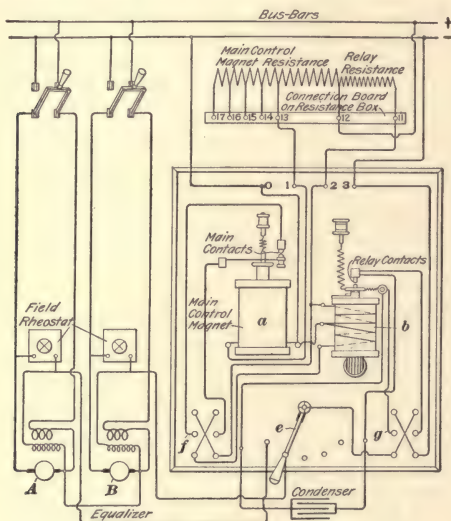 Bus-Bars
+
Main Control
Magnet Resistance
Relay
Resistance
Connection Board
on Resistance Box
17 16 15 14 13 12 11
0 1 2 3
Main
Contacts
Relay Contacts
Main
Control
Magnet
a
b
Field
Rheostat
f
e
g
A
B
Equalizer
Condenser